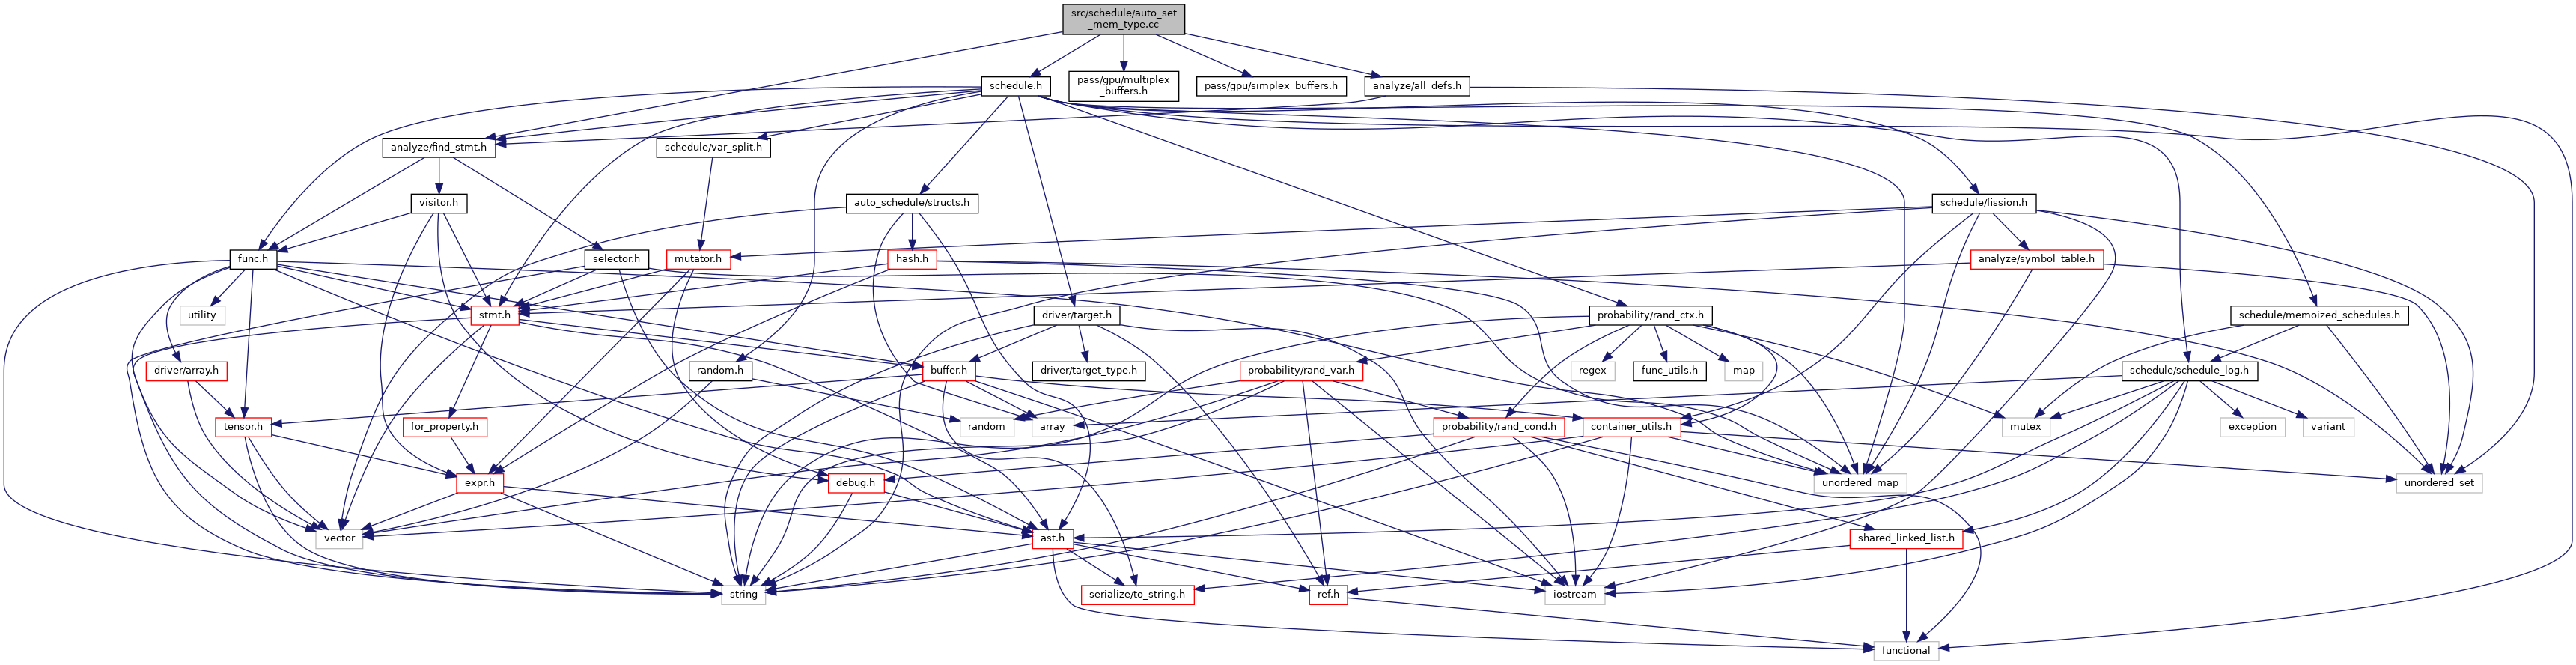 src/schedule/auto_set
_mem_type.cc
schedule.h
pass/gpu/multiplex
_buffers.h
pass/gpu/simplex_buffers.h
analyze/all_defs.h
analyze/find_stmt.h
schedule/var_split.h
visitor.h
auto_schedule/structs.h
schedule/fission.h
func.h
selector.h
mutator.h
hash.h
analyze/symbol_table.h
utility
stmt.h
driver/target.h
probability/rand_ctx.h
schedule/memoized_schedules.h
driver/array.h
random.h
buffer.h
driver/target_type.h
probability/rand_var.h
regex
func_utils.h
map
schedule/schedule_log.h
tensor.h
for_property.h
random
array
probability/rand_cond.h
container_utils.h
mutex
exception
variant
expr.h
debug.h
unordered_map
unordered_set
vector
ast.h
shared_linked_list.h
string
serialize/to_string.h
ref.h
iostream
functional